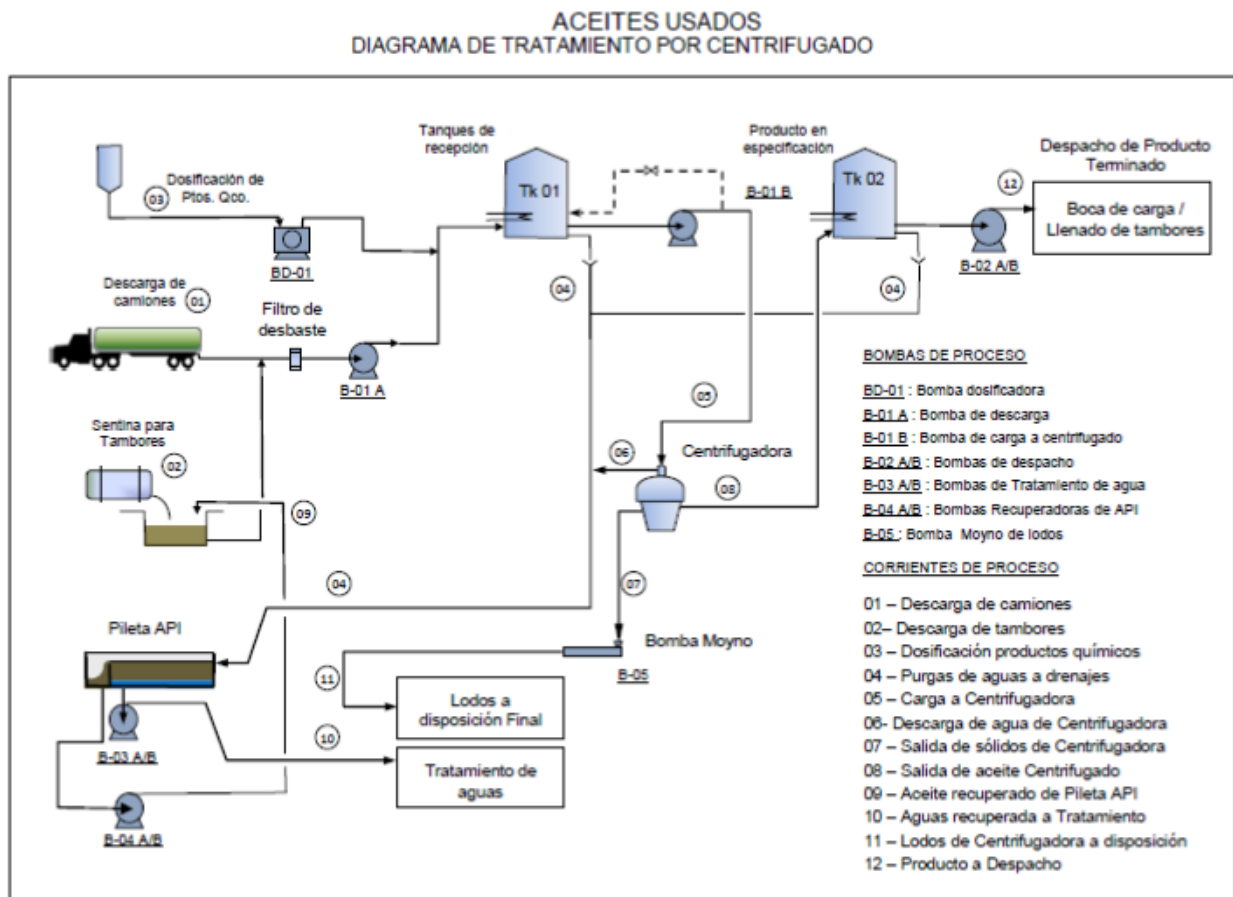 ACEITES USADOS
DIAGRAMA DE TRATAMIENTO POR CENTRIFUGADO
Tanques de
recepción
Producto en
especificación
Despacho de Producto
Terminado
03
Dosificación de
Ptos. Qco.
Tk 01
B-01 B
Tk 02
12
Boca de carga /
Llenado de tambores
BD-01
B-02 A/B
Descarga de
camiones
01
Filtro de
desbaste
04
04
B-01 A
BOMBAS DE PROCESO
BD-01 : Bomba dosificadora
B-01 A : Bomba de descarga
B-01 B : Bomba de carga a centrifugado
B-02 A/B : Bombas de despacho
B-03 A/B : Bombas de Tratamiento de agua
B-04 A/B : Bombas Recuperadoras de API
B-05 : Bomba Moyno de lodos
05
Sentina para
Tambores
02
06
Centrifugadora
08
09
CORRIENTES DE PROCESO
01 – Descarga de camiones
02– Descarga de tambores
03 – Dosificación productos químicos
04 – Purgas de aguas a drenajes
05 – Carga a Centrifugadora
06- Descarga de agua de Centrifugadora
07 – Salida de sólidos de Centrifugadora
08 – Salida de aceite Centrifugado
09 – Aceite recuperado de Pileta API
10 – Aguas recuperada a Tratamiento
11 – Lodos de Centrifugadora a disposición
12 – Producto a Despacho
04
07
Pileta API
Bomba Moyno
B-05
11
Lodos a
disposición Final
10
B-03 A/B
Tratamiento de
aguas
B-04 A/B